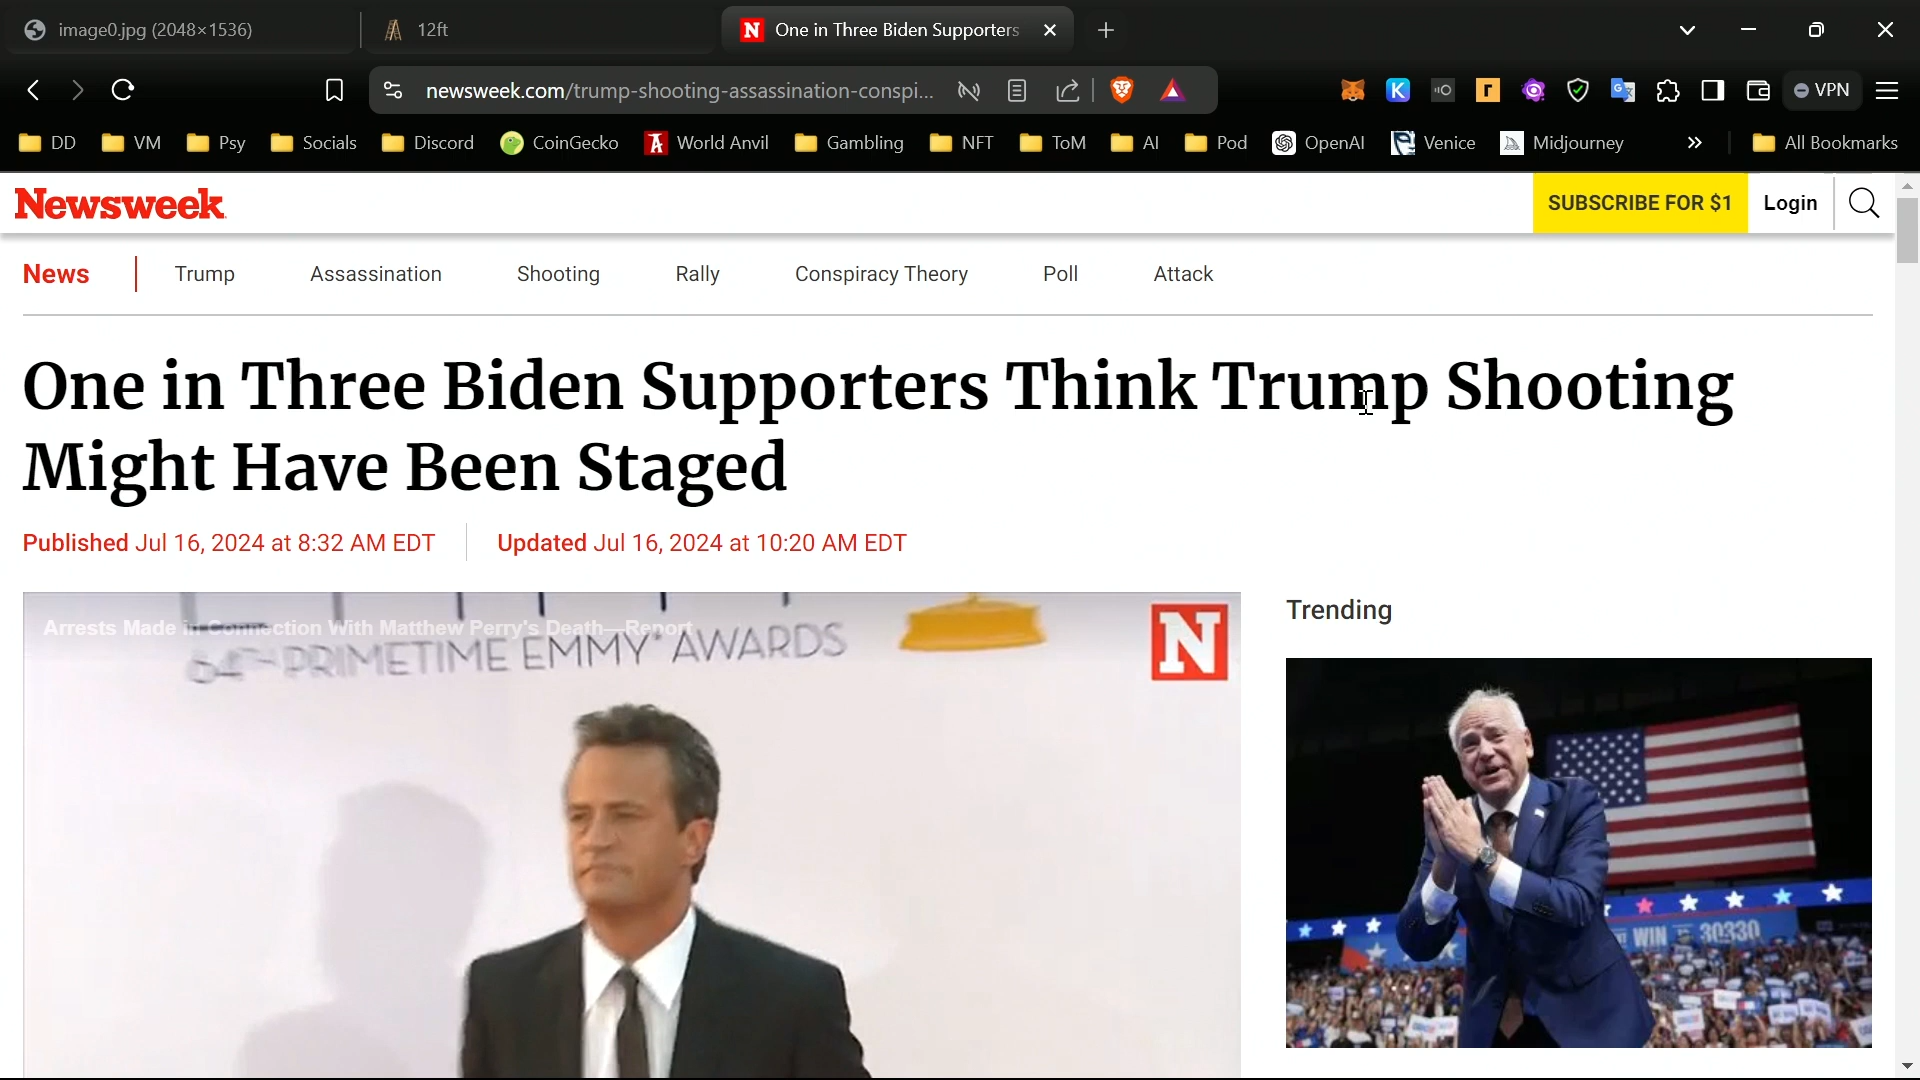 image0.jpg (2048×1536)
12ft
One in Three Biden Supporters
newsweek.com/trump-shooting-assassination-conspi...
VPN
DD
VM
Psy
Socials
Discord
CoinGecko
World Anvil
Gambling
NFT
ToM
AI
Pod
OpenAI
Venice
Midjourney
»
All Bookmarks
Newsweek
SUBSCRIBE FOR $1
Login
News
Trump
Assassination
Shooting
Rally
Conspiracy Theory
Poll
Attack
One in Three Biden Supporters Think Trump Shooting
Might Have Been Staged
Published Jul 16, 2024 at 8:32 AM EDT
Updated Jul 16, 2024 at 10:20 AM EDT
Arrests Made in Connection With Matthew Perry's Death—Report
64TH PRIMETIME EMMY® AWARDS
N
Trending
WIN TO 30330